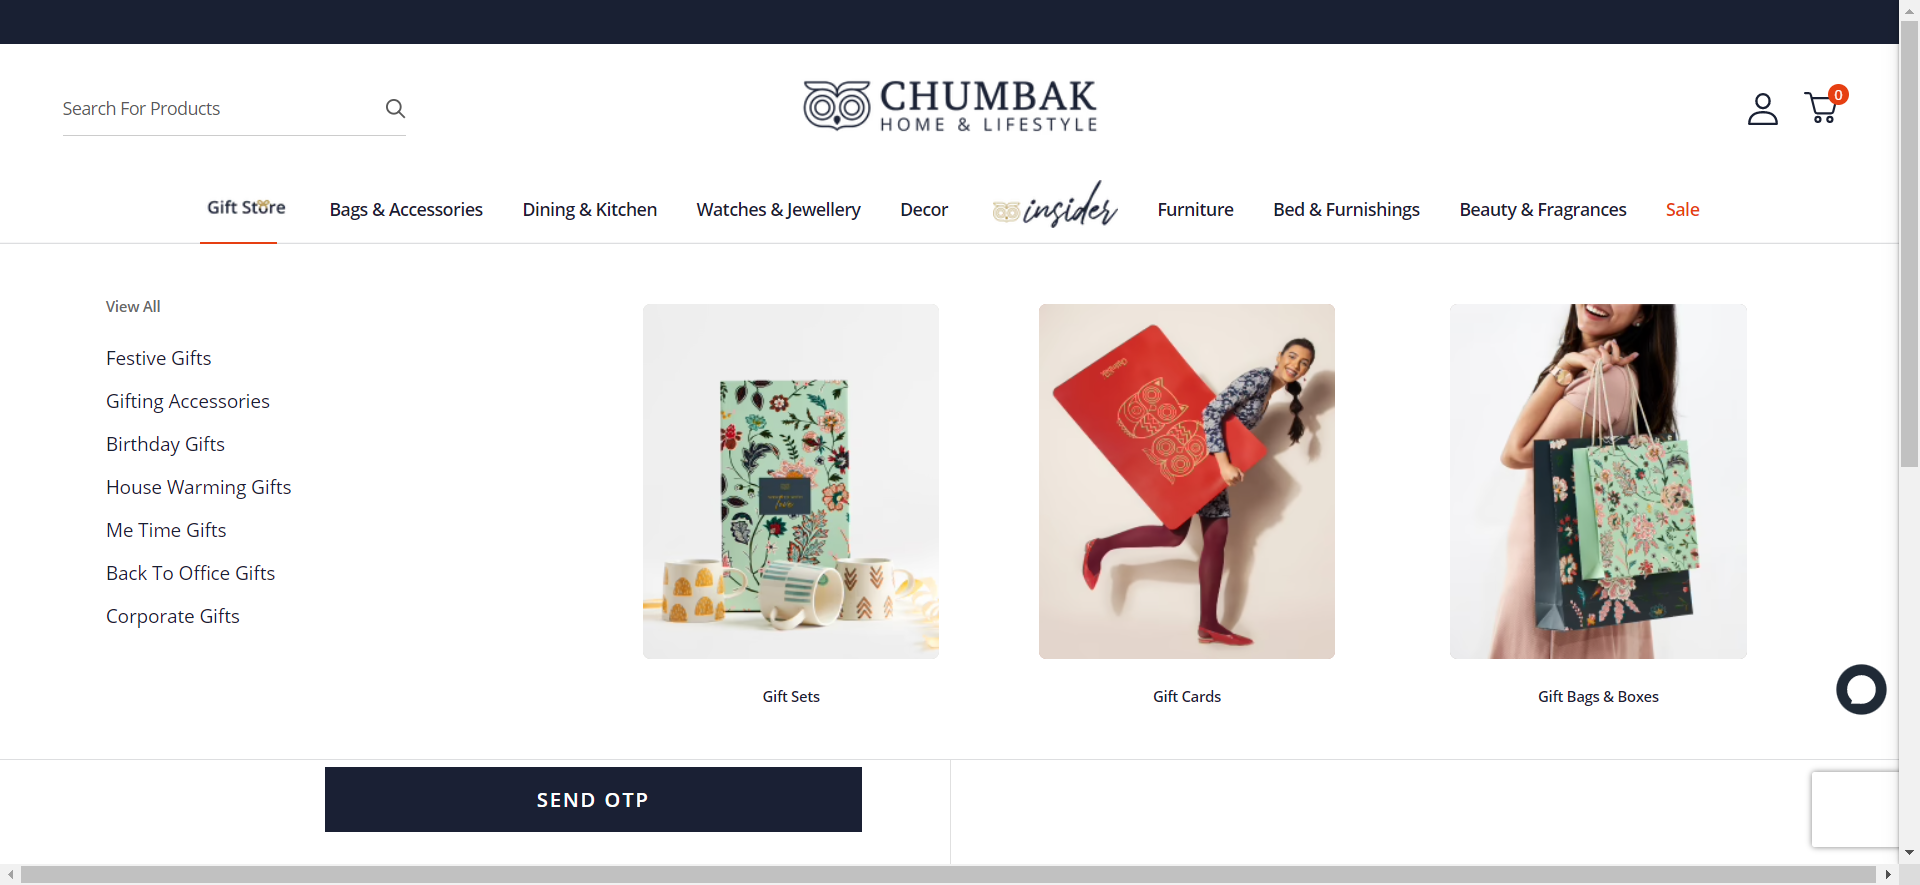 Search For Products
CHUMBAK
HOME & LIFESTYLE
0
Gift Store
Bags & Accessories
Dining & Kitchen
Watches & Jewellery
Decor
insider
Furniture
Bed & Furnishings
Beauty & Fragrances
Sale
View All
Festive Gifts
Gifting Accessories
Birthday Gifts
House Warming Gifts
Me Time Gifts
Back To Office Gifts
Corporate Gifts
love
Gift Sets
Gift Cards
Gift Bags & Boxes
SEND OTP